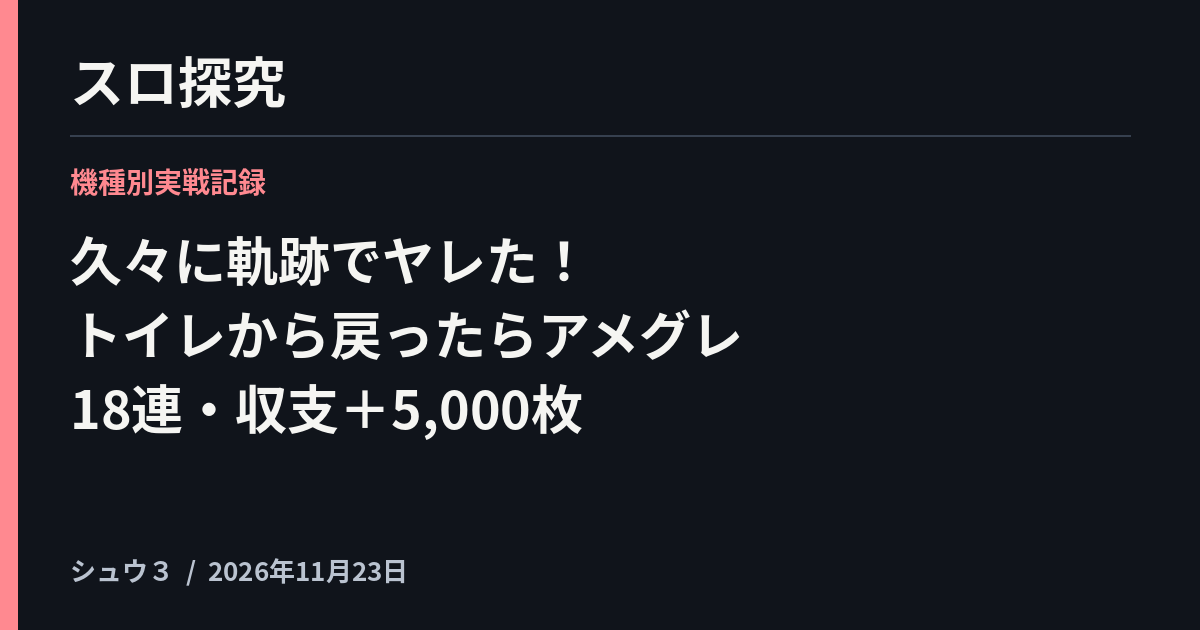 スロ探究
機種別実戦記録
久々に軌跡でヤレた！
トイレから戻ったらアメグレ
18連・収支＋5,000枚
シュウ３ / 2026年11月23日